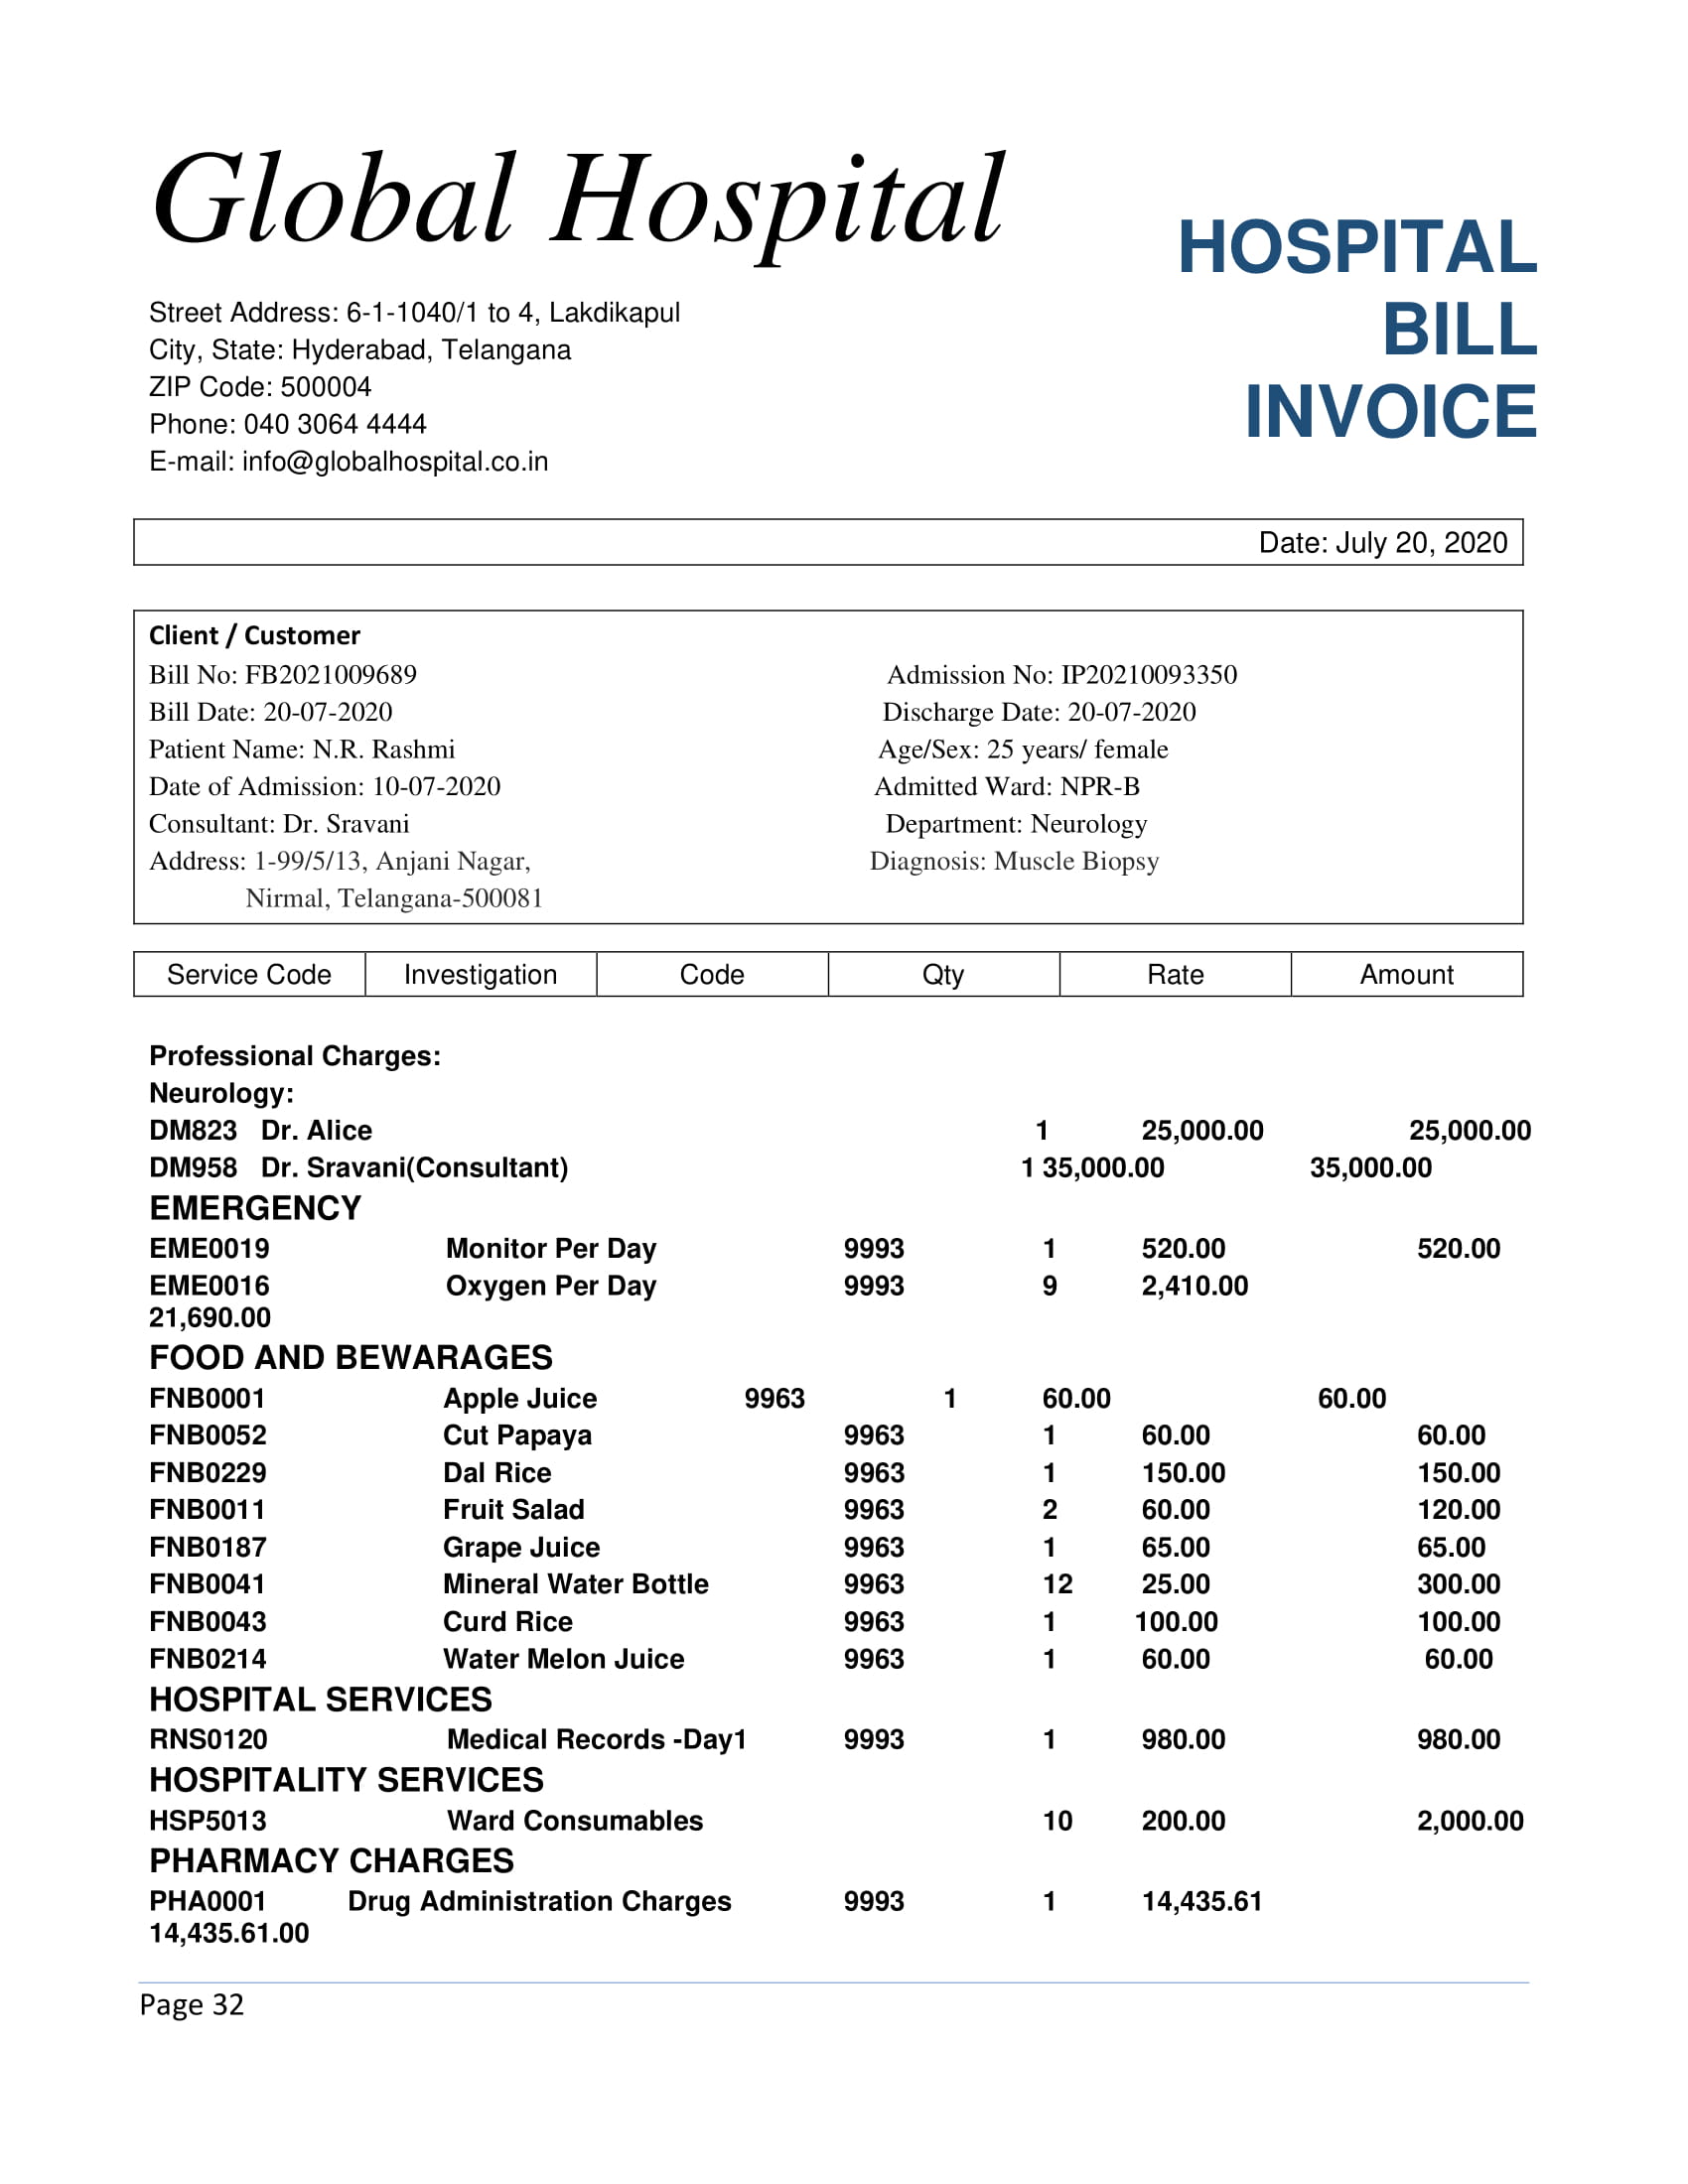 Global Hospital
HOSPITAL
BILL
INVOICE
Street Address: 6-1-1040/1 to 4, Lakdikapul
City, State: Hyderabad, Telangana
ZIP Code: 500004
Phone: 040 3064 4444
E-mail: info@globalhospital.co.in
Date: July 20, 2020
Client / Customer
Bill No: FB2021009689 Admission No: IP20210093350
Bill Date: 20-07-2020 Discharge Date: 20-07-2020
Patient Name: N.R. Rashmi Age/Sex: 25 years/ female
Date of Admission: 10-07-2020 Admitted Ward: NPR-B
Consultant: Dr. Sravani Department: Neurology
Address: 1-99/5/13, Anjani Nagar, Diagnosis: Muscle Biopsy
Nirmal, Telangana-500081
Service Code Investigation Code Qty Rate Amount
Professional Charges:
Neurology:
DM823 Dr. Alice 1 25,000.00 25,000.00
DM958 Dr. Sravani(Consultant) 1 35,000.00 35,000.00
EMERGENCY
EME0019 Monitor Per Day 9993 1 520.00 520.00
EME0016 Oxygen Per Day 9993 9 2,410.00
21,690.00
FOOD AND BEWARAGES
FNB0001 Apple Juice 9963 1 60.00 60.00
FNB0052 Cut Papaya 9963 1 60.00 60.00
FNB0229 Dal Rice 9963 1 150.00 150.00
FNB0011 Fruit Salad 9963 2 60.00 120.00
FNB0187 Grape Juice 9963 1 65.00 65.00
FNB0041 Mineral Water Bottle 9963 12 25.00 300.00
FNB0043 Curd Rice 9963 1 100.00 100.00
FNB0214 Water Melon Juice 9963 1 60.00 60.00
HOSPITAL SERVICES
RNS0120 Medical Records -Day1 9993 1 980.00 980.00
HOSPITALITY SERVICES
HSP5013 Ward Consumables 10 200.00 2,000.00
PHARMACY CHARGES
PHA0001 Drug Administration Charges 9993 1 14,435.61
14,435.61.00
Page 32